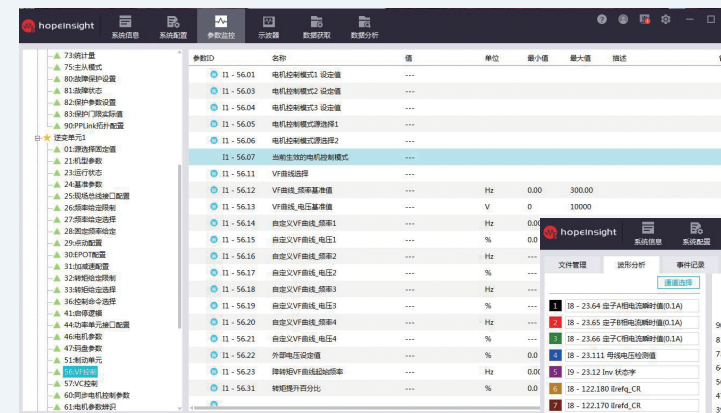 hopeInsight
系统信息
系统配置
参数监控
示波器
数据获取
数据分析
73:统计量
75:主从模式
80:故障保护设置
81:故障状态
82:保护参数设置
83:保护门限实际值
90:PPLink拓扑配置
逆变单元1
01:源选择固定值
21:机型参数
23:运行状态
24:基准参数
25:现场总线接口配置
26:频率给定限制
27:频率给定选择
28:固定频率给定
29:点动配置
30:EPOT配置
31:加减速配置
32:转矩给定限制
33:转矩给定选择
36:控制命令选择
41:启停逻辑
44:功率单元接口配置
46:电机参数
47:码盘参数
51:制动单元
56:VF控制
57:VC控制
60:同步电机控制参数
61:电机参数辨识
参数ID 名称 值 单位 最小值 最大值 描述
I1 - 56.01 电机控制模式1 设定值 ---
I1 - 56.03 电机控制模式2 设定值 ---
I1 - 56.04 电机控制模式3 设定值 ---
I1 - 56.05 电机控制模式源选择1 ---
I1 - 56.06 电机控制模式源选择2 ---
I1 - 56.07 当前生效的电机控制模式 ---
I1 - 56.11 VF曲线选择 ---
I1 - 56.12 VF曲线_频率基准值 --- Hz 0.00 300.00
I1 - 56.13 VF曲线_电压基准值 --- V 0 10000
I1 - 56.14 自定义VF曲线_频率1 --- Hz 0.00
I1 - 56.15 自定义VF曲线_电压1 --- % 0.0
I1 - 56.16 自定义VF曲线_频率2 --- Hz ---
I1 - 56.17 自定义VF曲线_电压2 --- % ---
I1 - 56.18 自定义VF曲线_频率3 --- Hz ---
I1 - 56.19 自定义VF曲线_电压3 --- % ---
I1 - 56.20 自定义VF曲线_频率4 --- Hz ---
I1 - 56.21 自定义VF曲线_电压4 --- % ---
I1 - 56.22 外部电压设定值 --- % 0.0
I1 - 56.23 降转矩VF曲线起始频率 --- Hz 0.00
I1 - 56.31 转矩提升百分比 --- % 0.0
hopeInsight
系统信息
系统配置
文件管理 波形分析 事件记录
通道选择
1 I8 - 23.64 定子A相电流瞬时值(0.1A)
2 I8 - 23.65 定子B相电流瞬时值(0.1A)
3 I8 - 23.66 定子C相电流瞬时值(0.1A)
4 I8 - 23.111 母线电压检测值
5 I9 - 23.12 Inv 状态字
6 I8 - 122.180 iIrefq_CR
7 I8 - 122.170 iIrefd_CR